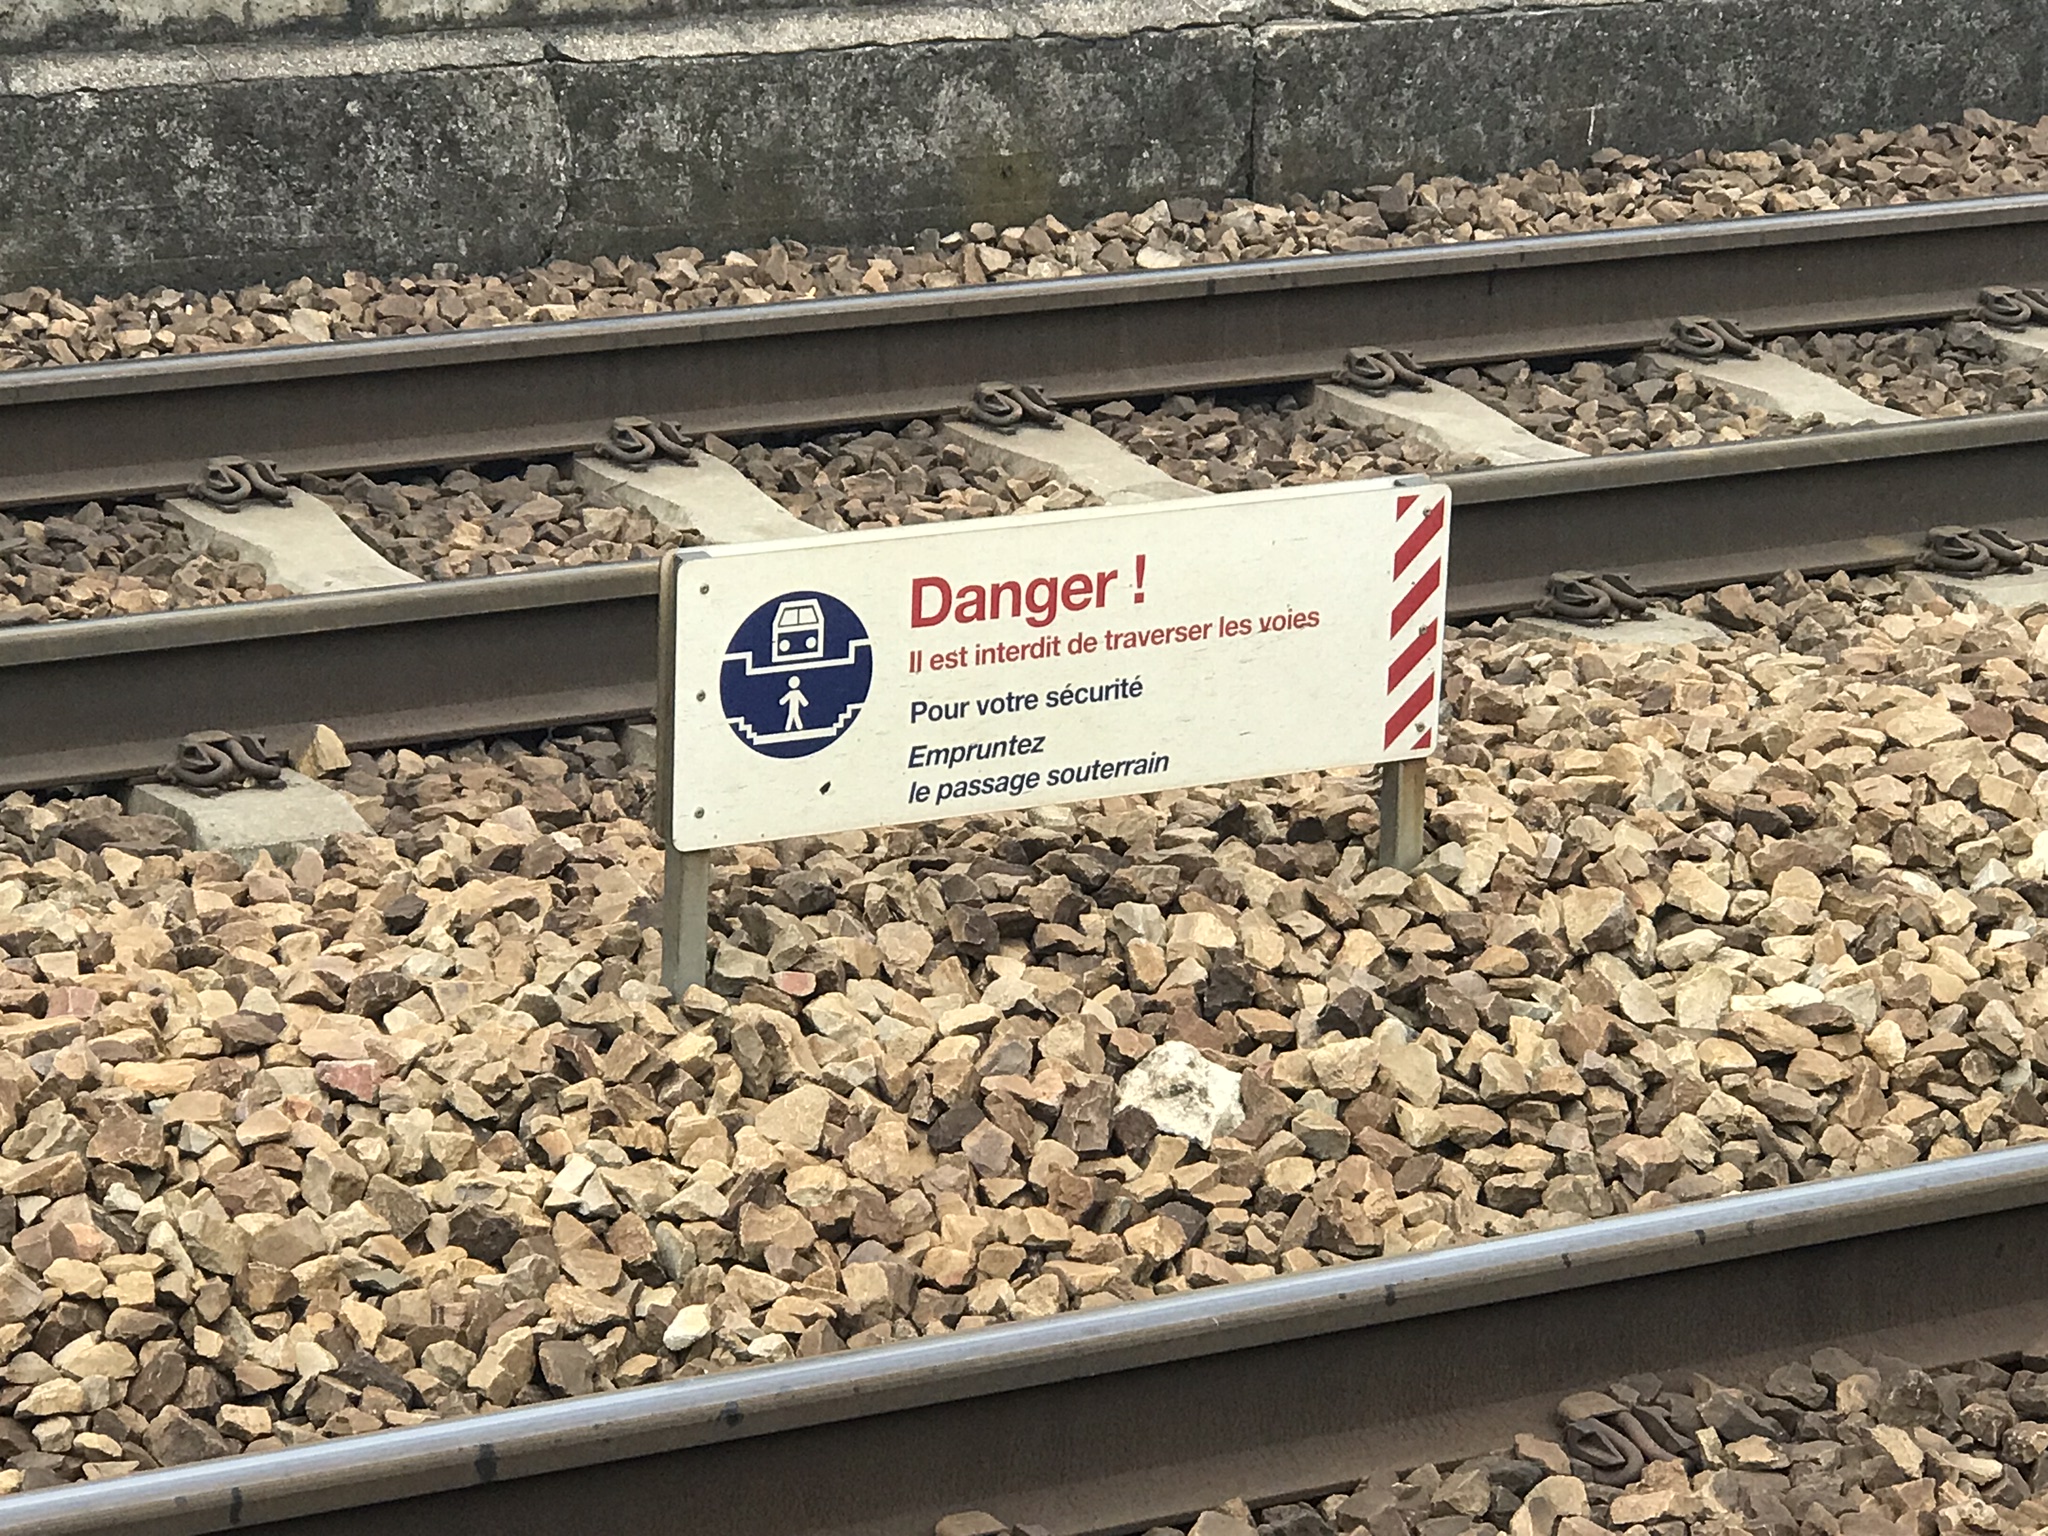 Danger !
Il est interdit de traverser les voies
Pour votre sécurité
Empruntez
le passage souterrain